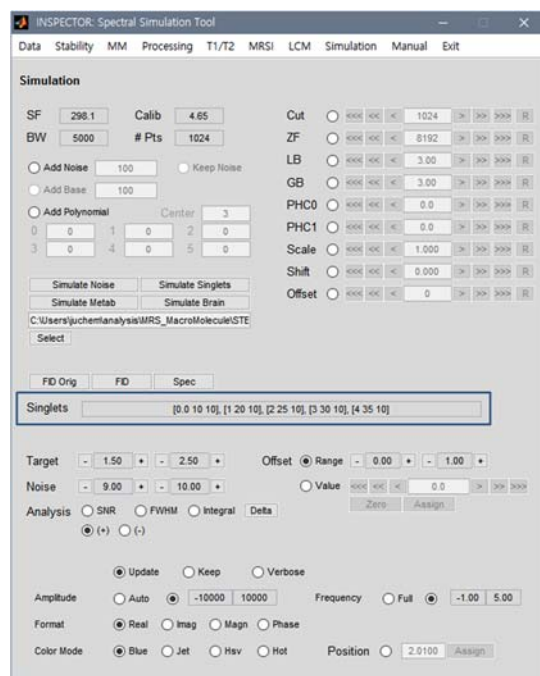 INSPECTOR: Spectral Simulation Tool
Data Stability MM Processing T1/T2 MRSI LCM Simulation Manual Exit
Simulation
SF 298.1 Calib 4.65 Cut <<< << < 1024 > >> >>> R
BW 5000 # Pts 1024 ZF <<< << < 8192 > >> >>> R
LB <<< << < 3.00 > >> >>> R
Add Noise 100 Keep Noise GB <<< << < 3.00 > >> >>> R
Add Base 100 PHC0 <<< << < 0.0 > >> >>> R
Add Polynomial Center 3 PHC1 <<< << < 0.0 > >> >>> R
0 0 1 0 2 0 Scale <<< << < 1.000 > >> >>> R
3 0 4 0 5 0 Shift <<< << < 0.000 > >> >>> R
Simulate Noise Simulate Singlets Offset <<< << < 0 > >> >>> R
Simulate Metab Simulate Brain
C:\Users\juchem\analysis\MRS_MacroMolecule\STE
Select
FID Orig FID Spec
Singlets [0.0 10 10], [1 20 10], [2 25 10], [3 30 10], [4 35 10]
Target - 1.50 + - 2.50 + Offset Range - 0.00 + - 1.00 +
Noise - 9.00 + - 10.00 + Value <<< << < 0.0 > >> >>>
Zero Assign
Analysis SNR FWHM Integral Delta
(+) (-)
Update Keep Verbose
Amplitude Auto -10000 10000 Frequency Full -1.00 5.00
Format Real Imag Magn Phase
Color Mode Blue Jet Hsv Hot Position 2.0100 Assign